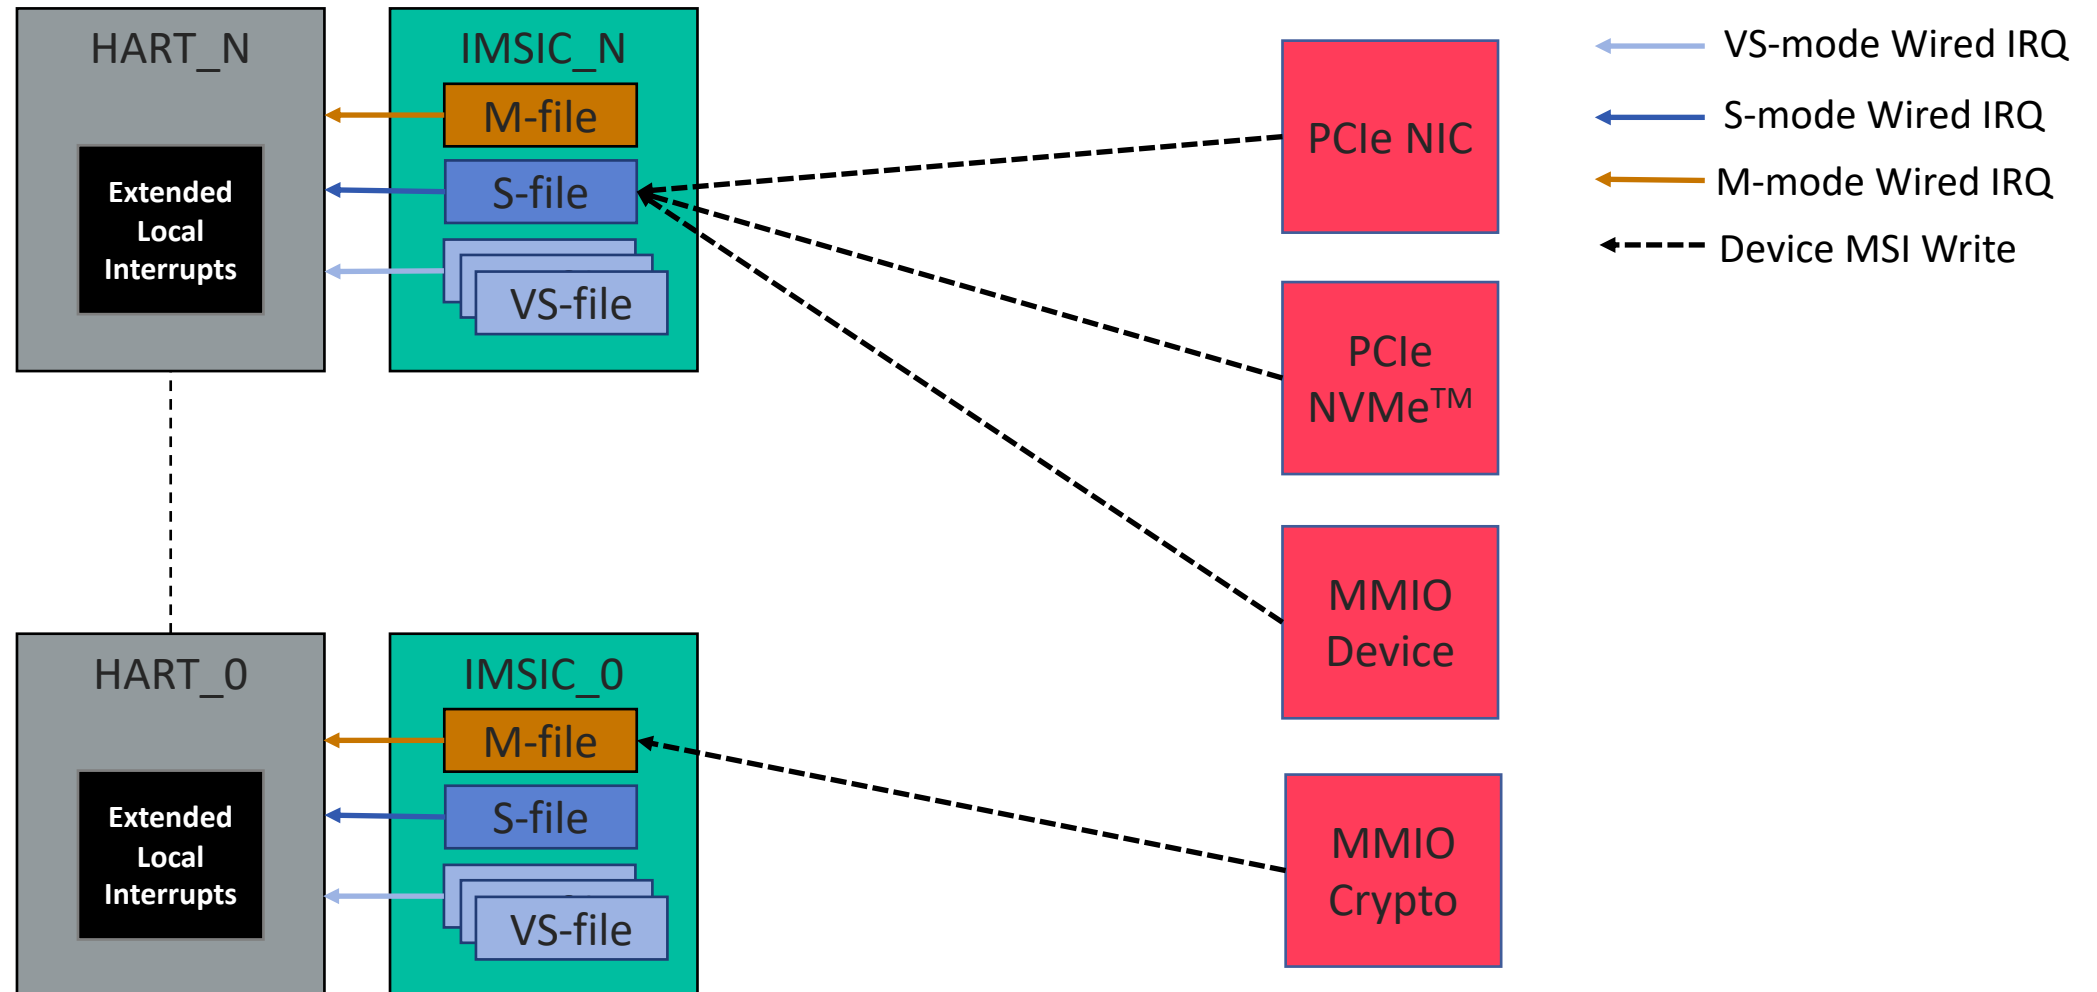 HART_N
Extended
Local
Interrupts
IMSIC_N
M-file
S-file
VS-file
PCIe NIC
PCIe
NVMe™
MMIO
Device
MMIO
Crypto
VS-mode Wired IRQ
S-mode Wired IRQ
M-mode Wired IRQ
Device MSI Write
HART_0
Extended
Local
Interrupts
IMSIC_0
M-file
S-file
VS-file